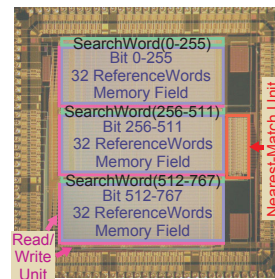 SearchWord(0-255)
Bit 0-255
32 ReferenceWords
Memory Field
SearchWord(256-511)
Bit 256-511
32 ReferenceWords
Memory Field
SearchWord(512-767)
Bit 512-767
32 ReferenceWords
Memory Field
Nearest-Match Unit
Read/
Write
Unit